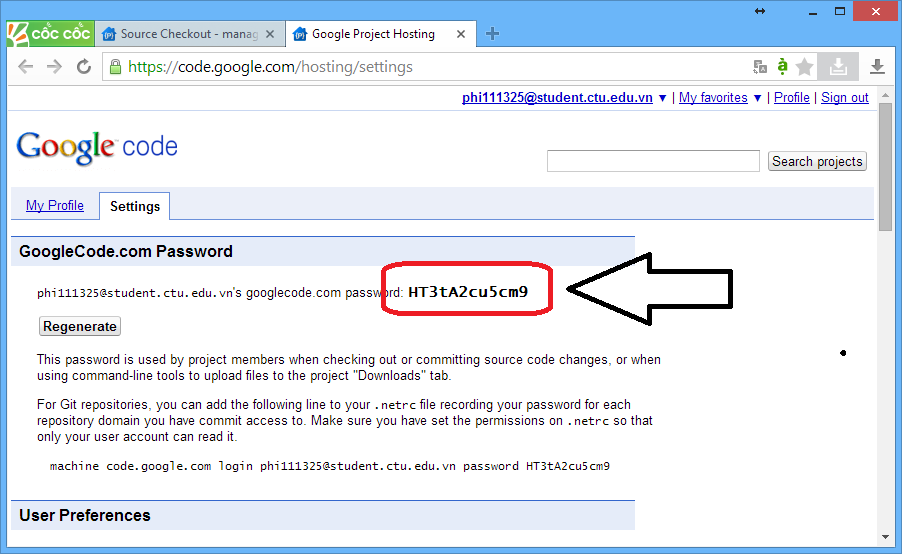 cốc cốc Source Checkout - manag Google Project Hosting
https://code.google.com/hosting/settings
phi111325@student.ctu.edu.vn ▼ | My favorites ▼ | Profile | Sign out
Google code
Search projects
My Profile Settings
GoogleCode.com Password
phi111325@student.ctu.edu.vn's googlecode.com password: HT3tA2cu5cm9
Regenerate
This password is used by project members when checking out or committing source code changes, or when
using command-line tools to upload files to the project "Downloads" tab.
For Git repositories, you can add the following line to your .netrc file recording your password for each
repository domain you have commit access to. Make sure you have set the permissions on .netrc so that
only your user account can read it.
machine code.google.com login phi111325@student.ctu.edu.vn password HT3tA2cu5cm9
User Preferences